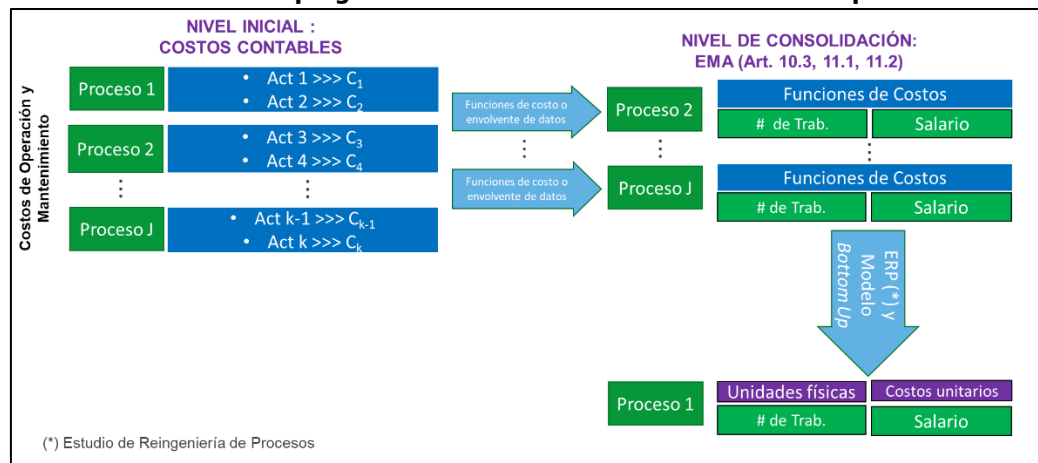 NIVEL INICIAL :
COSTOS CONTABLES
NIVEL DE CONSOLIDACIÓN:
EMA (Art. 10.3, 11.1, 11.2)
Costos de Operación y
Mantenimiento
Proceso 1
• Act 1 >>> C1
• Act 2 >>> C2
Proceso 2
• Act 3 >>> C3
• Act 4 >>> C4
Proceso J
• Act k-1 >>> Ck-1
• Act k >>> Ck
Funciones de costo o
envolvente de datos
Funciones de costo o
envolvente de datos
Proceso 2
Funciones de Costos
# de Trab.
Salario
Proceso J
Funciones de Costos
# de Trab.
Salario
ERP (*) y
Modelo
Bottom Up
Proceso 1
Unidades físicas
Costos unitarios
# de Trab.
Salario
(*) Estudio de Reingeniería de Procesos